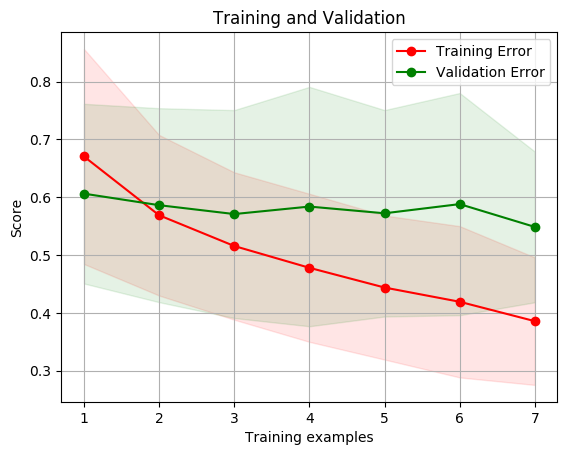 Training and Validation
Training Error
Validation Error
0.8
0.7
0.6
0.5
0.4
0.3
Score
1 2 3 4 5 6 7
Training examples